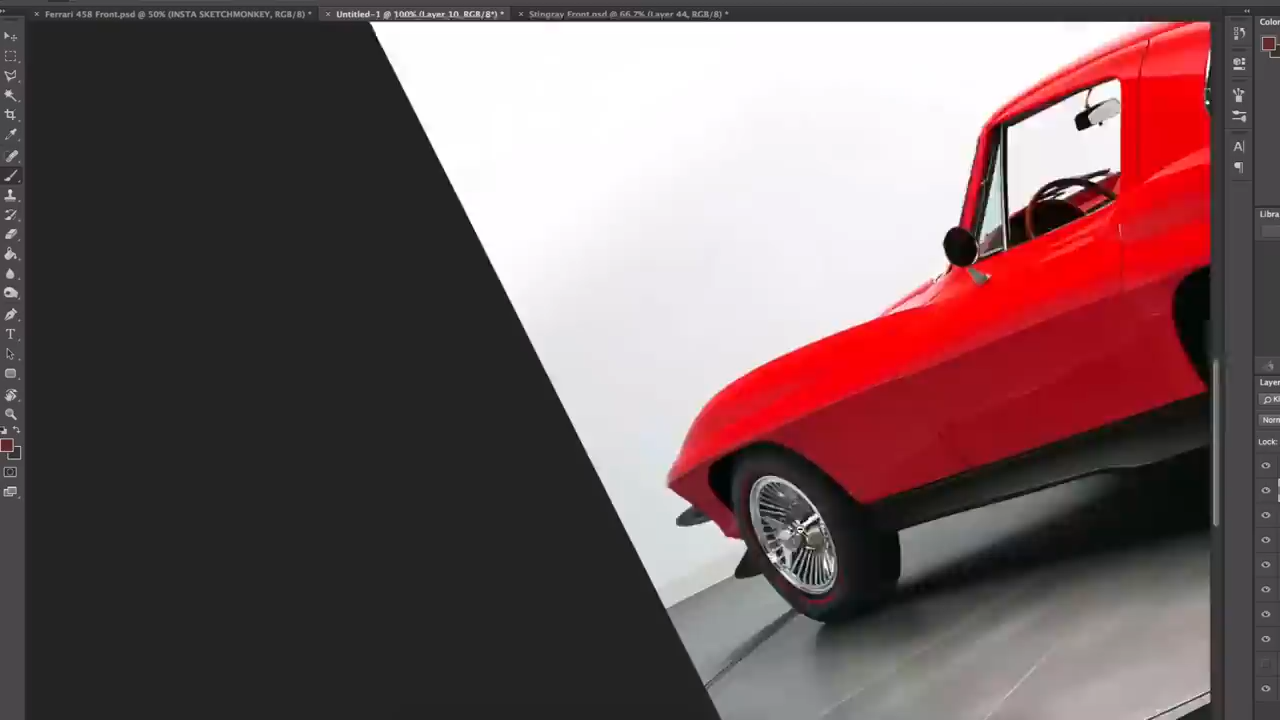 Ferrari 458 Front.psd @ 50% (INSTA SKETCHMONKEY, RGB/8) *
Untitled-1 @ 100% (Layer 10, RGB/8*) *
Stingray Front.psd @ 66.7% (Layer 44, RGB/8) *
Color
Libra
Layer
Norm
Lock: